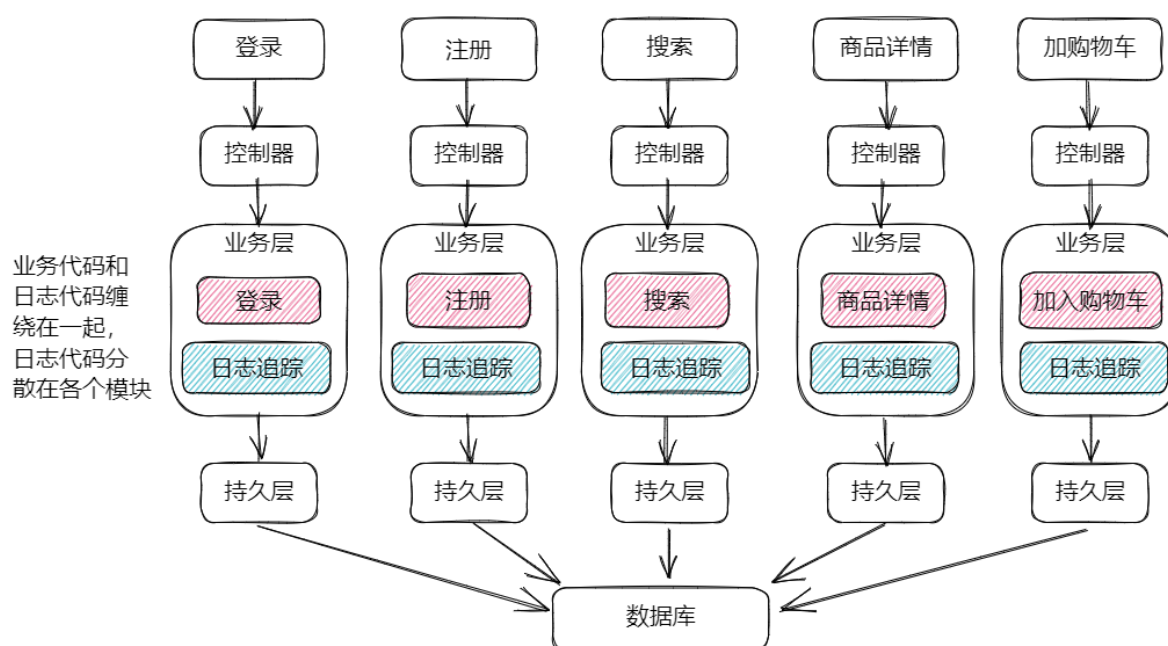 登录
注册
搜索
商品详情
加购物车
控制器
控制器
控制器
控制器
控制器
业务层
业务层
业务层
业务层
业务层
业务代码和
日志代码缠
绕在一起，
日志代码分
散在各个模块
登录
注册
搜索
商品详情
加入购物车
日志追踪
日志追踪
日志追踪
日志追踪
日志追踪
持久层
持久层
持久层
持久层
持久层
数据库